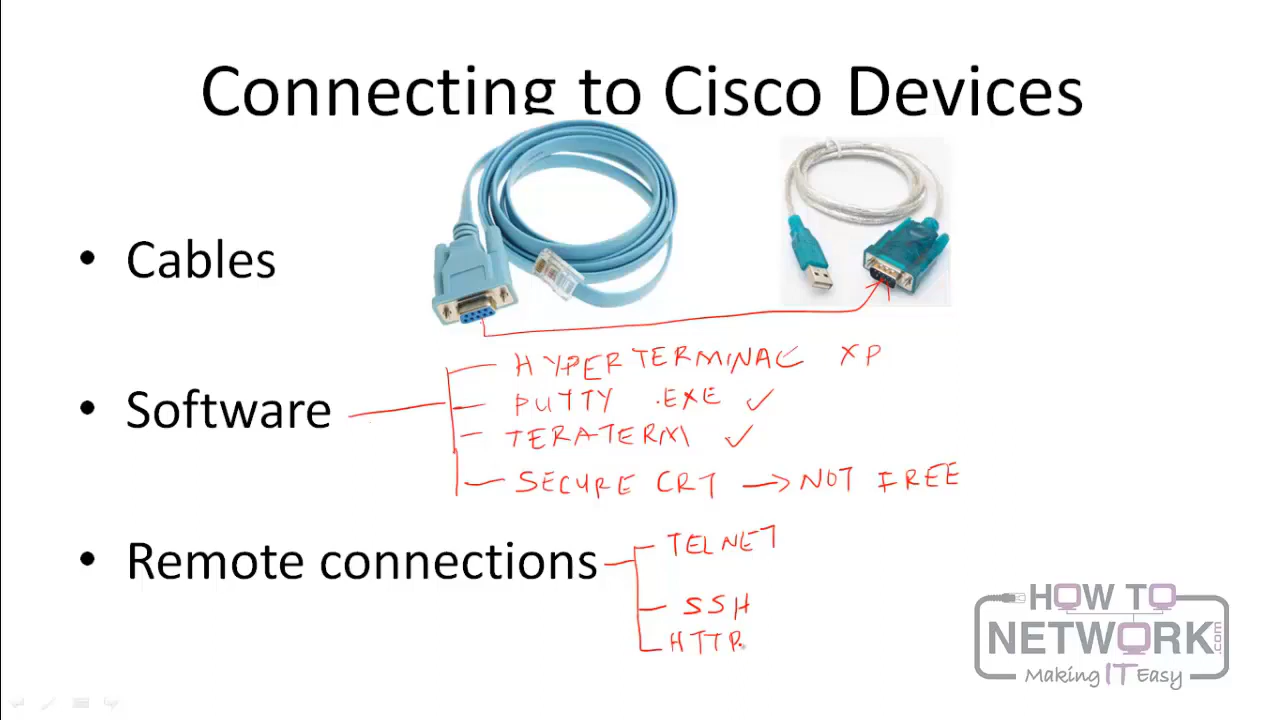 Connecting to Cisco Devices
• Cables
• Software
HYPERTERMINAL XP
PUTTY .EXE ✓
TERATERM ✓
SECURE CRT → NOT FREE
• Remote connections
TELNET
SSH
HTTP
HOW TO
NETWORK.com
Making IT Easy